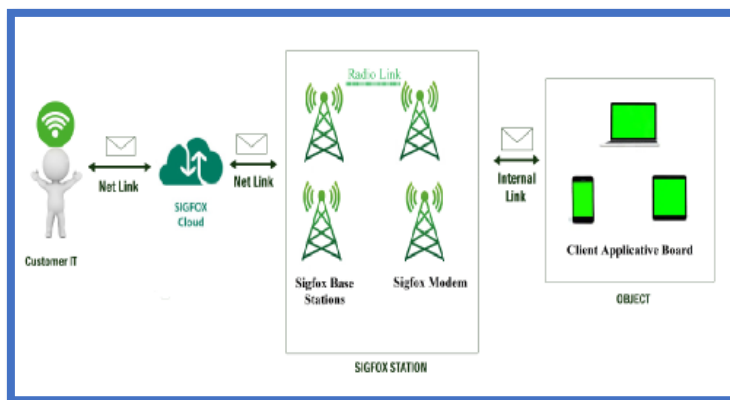 Radio Link
Net Link
SIGFOX
Cloud
Net Link
Internal
Link
Customer IT
Sigfox Base
Stations
Sigfox Modem
Client Applicative Board
OBJECT
SIGFOX STATION